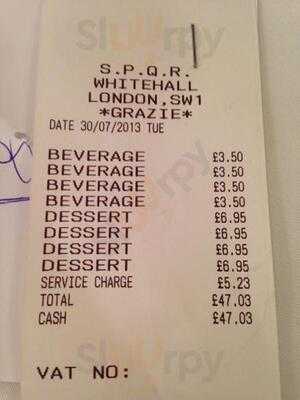 S.P.Q.R.
WHITEHALL
LONDON,SW1
*GRAZIE*
DATE 30/07/2013 TUE
BEVERAGE £3.50
BEVERAGE £3.50
BEVERAGE £3.50
BEVERAGE £3.50
DESSERT £6.95
DESSERT £6.95
DESSERT £6.95
DESSERT £6.95
SERVICE CHARGE £5.23
TOTAL £47.03
CASH £47.03
VAT NO:
Sluurpy